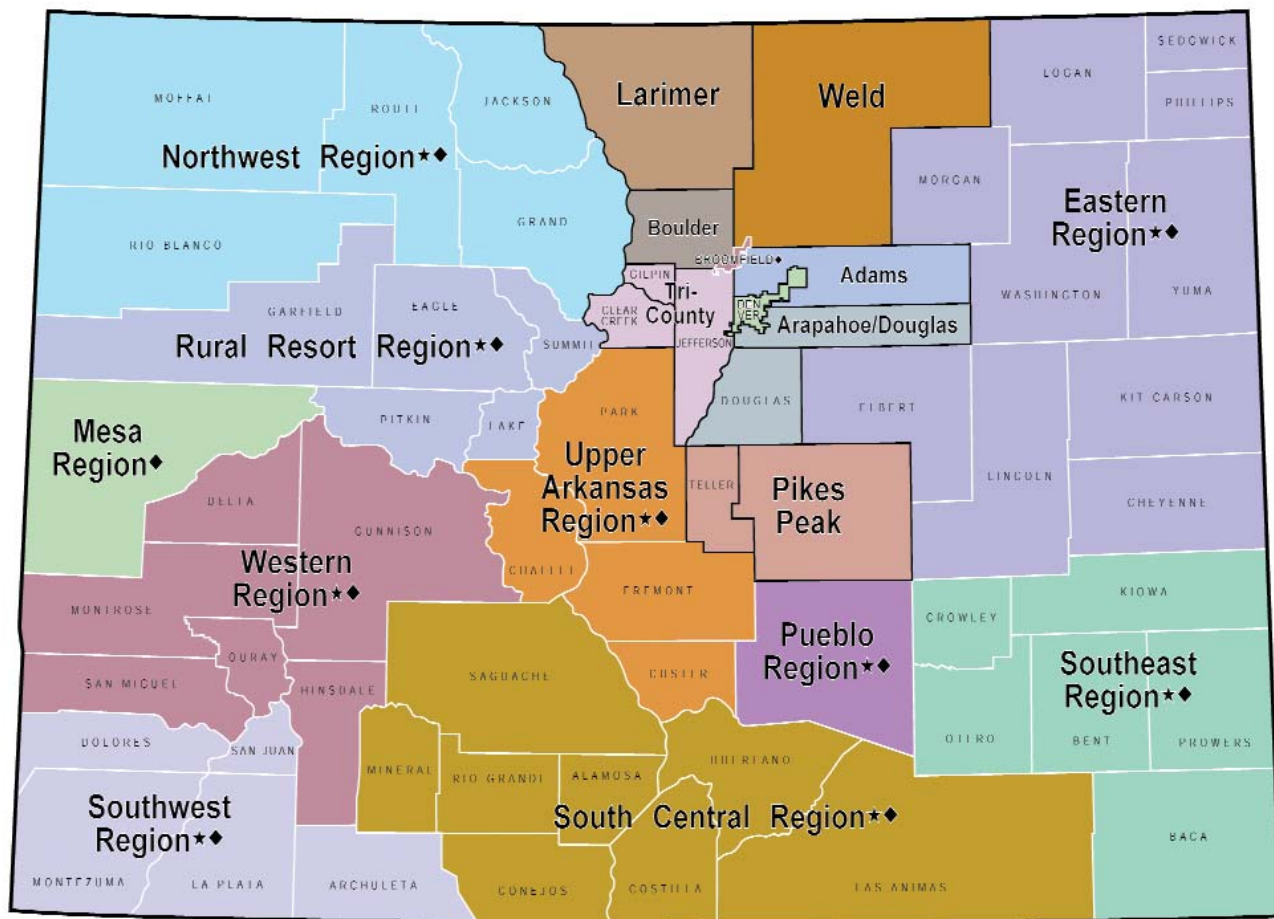 SEDGWICK
LOGAN
Larimer
Weld
MOFFAT
ROUTT
JACKSON
PHILLIPS
Northwest Region★◆
MORGAN
Eastern
Region★◆
Boulder
GRAND
RIO BLANCO
BROOMFIELD◆
GILPIN
Adams
Tri-
County
CLEAR
CREEK
DEN
VER
WASHINGTON
YUMA
GARFIELD
EAGLE
Arapahoe/Douglas
Rural Resort Region★◆
SUMMIT
JEFFERSON
DOUGLAS
ELBERT
KIT CARSON
PITKIN
LAKE
PARK
Mesa
Region◆
Upper
Arkansas
Region★◆
TELLER
Pikes
Peak
LINCOLN
CHEYENNE
DELTA
GUNNISON
CHAFFEE
FREMONT
Western
Region★◆
MONTROSE
KIOWA
CROWLEY
OURAY
Pueblo
Region★◆
Southeast
Region★◆
SAN MIGUEL
HINSDALE
SAGUACHE
CUSTER
DOLORES
SAN JUAN
OTERO
BENT
PROWERS
MINERAL
RIO GRANDE
ALAMOSA
HUERFANO
Southwest
Region★◆
South Central Region★◆
BACA
MONTEZUMA
LA PLATA
ARCHULETA
CONEJOS
COSTILLA
LAS ANIMAS